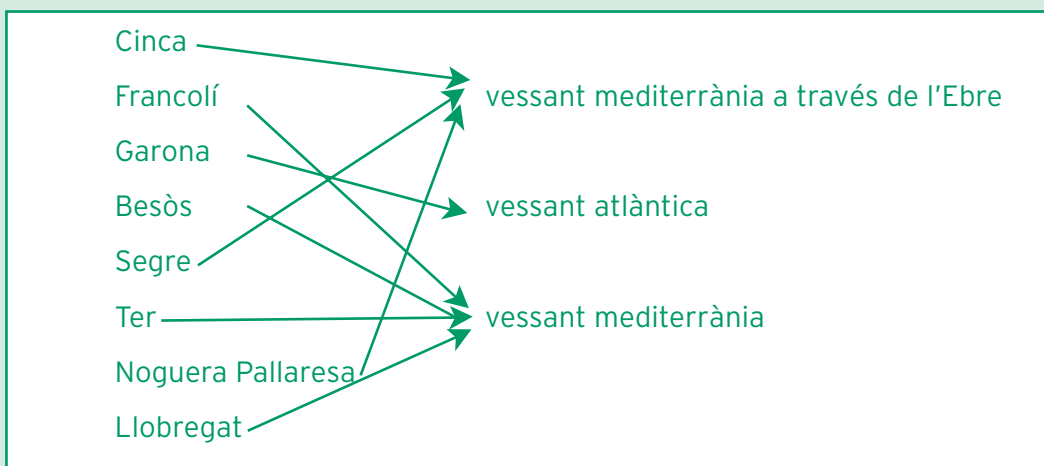 Cinca
Francolí
Garona
Besòs
Segre
Ter
Noguera Pallaresa
Llobregat
vessant mediterrània a través de l’Ebre
vessant atlàntica
vessant mediterrània